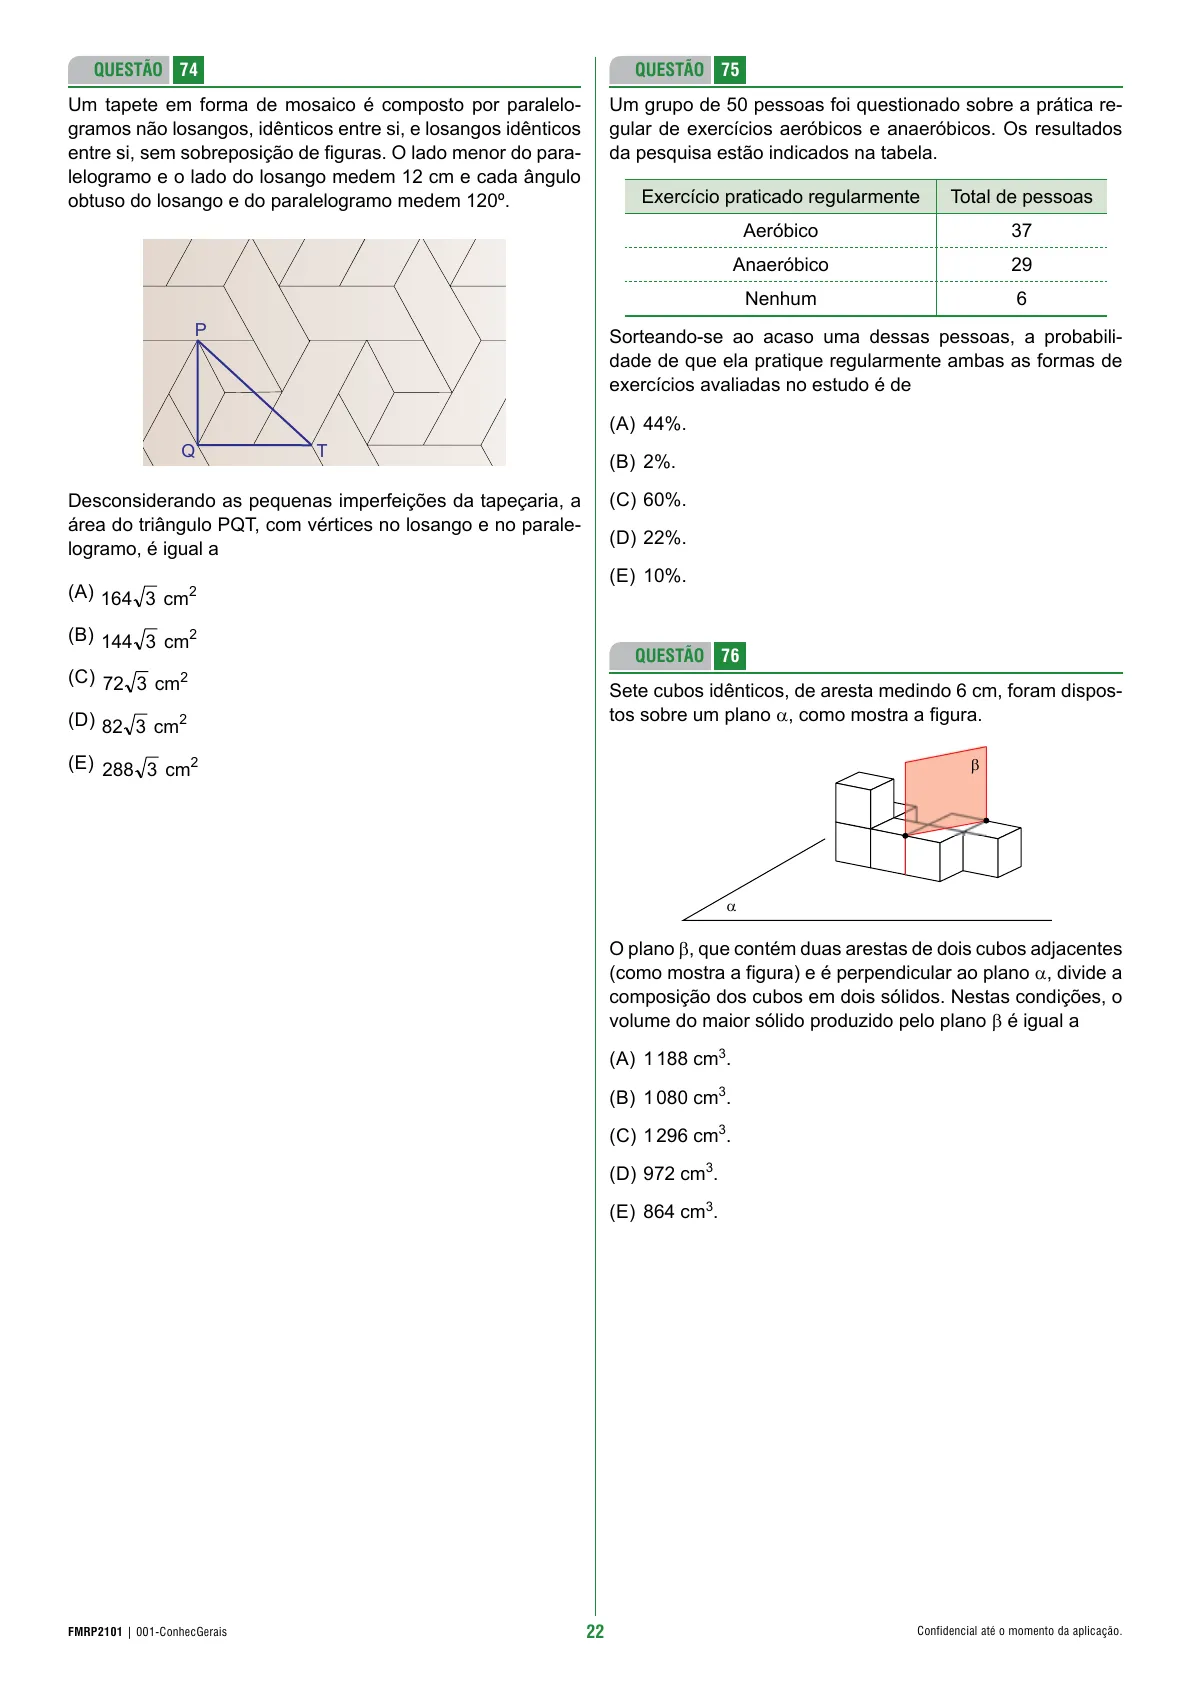 QUESTÃO 74
Um tapete em forma de mosaico é composto por paralelo-
gramos não losangos, idênticos entre si, e losangos idênticos
entre si, sem sobreposição de figuras. O lado menor do para-
lelogramo e o lado do losango medem 12 cm e cada ângulo
obtuso do losango e do paralelogramo medem 120º.
P
Q
T
Desconsiderando as pequenas imperfeições da tapeçaria, a
área do triângulo PQT, com vértices no losango e no parale-
logramo, é igual a
(A) 164√3 cm²
(B) 144√3 cm²
(C) 72√3 cm²
(D) 82√3 cm²
(E) 288√3 cm²
QUESTÃO 75
Um grupo de 50 pessoas foi questionado sobre a prática re-
gular de exercícios aeróbicos e anaeróbicos. Os resultados
da pesquisa estão indicados na tabela.
Exercício praticado regularmente Total de pessoas
Aeróbico 37
Anaeróbico 29
Nenhum 6
Sorteando-se ao acaso uma dessas pessoas, a probabili-
dade de que ela pratique regularmente ambas as formas de
exercícios avaliadas no estudo é de
(A) 44%.
(B) 2%.
(C) 60%.
(D) 22%.
(E) 10%.
QUESTÃO 76
Sete cubos idênticos, de aresta medindo 6 cm, foram dispos-
tos sobre um plano α, como mostra a figura.
β
α
O plano β, que contém duas arestas de dois cubos adjacentes
(como mostra a figura) e é perpendicular ao plano α, divide a
composição dos cubos em dois sólidos. Nestas condições, o
volume do maior sólido produzido pelo plano β é igual a
(A) 1 188 cm³.
(B) 1 080 cm³.
(C) 1 296 cm³.
(D) 972 cm³.
(E) 864 cm³.
FMRP2101 | 001-ConhecGerais
22
Confidencial até o momento da aplicação.